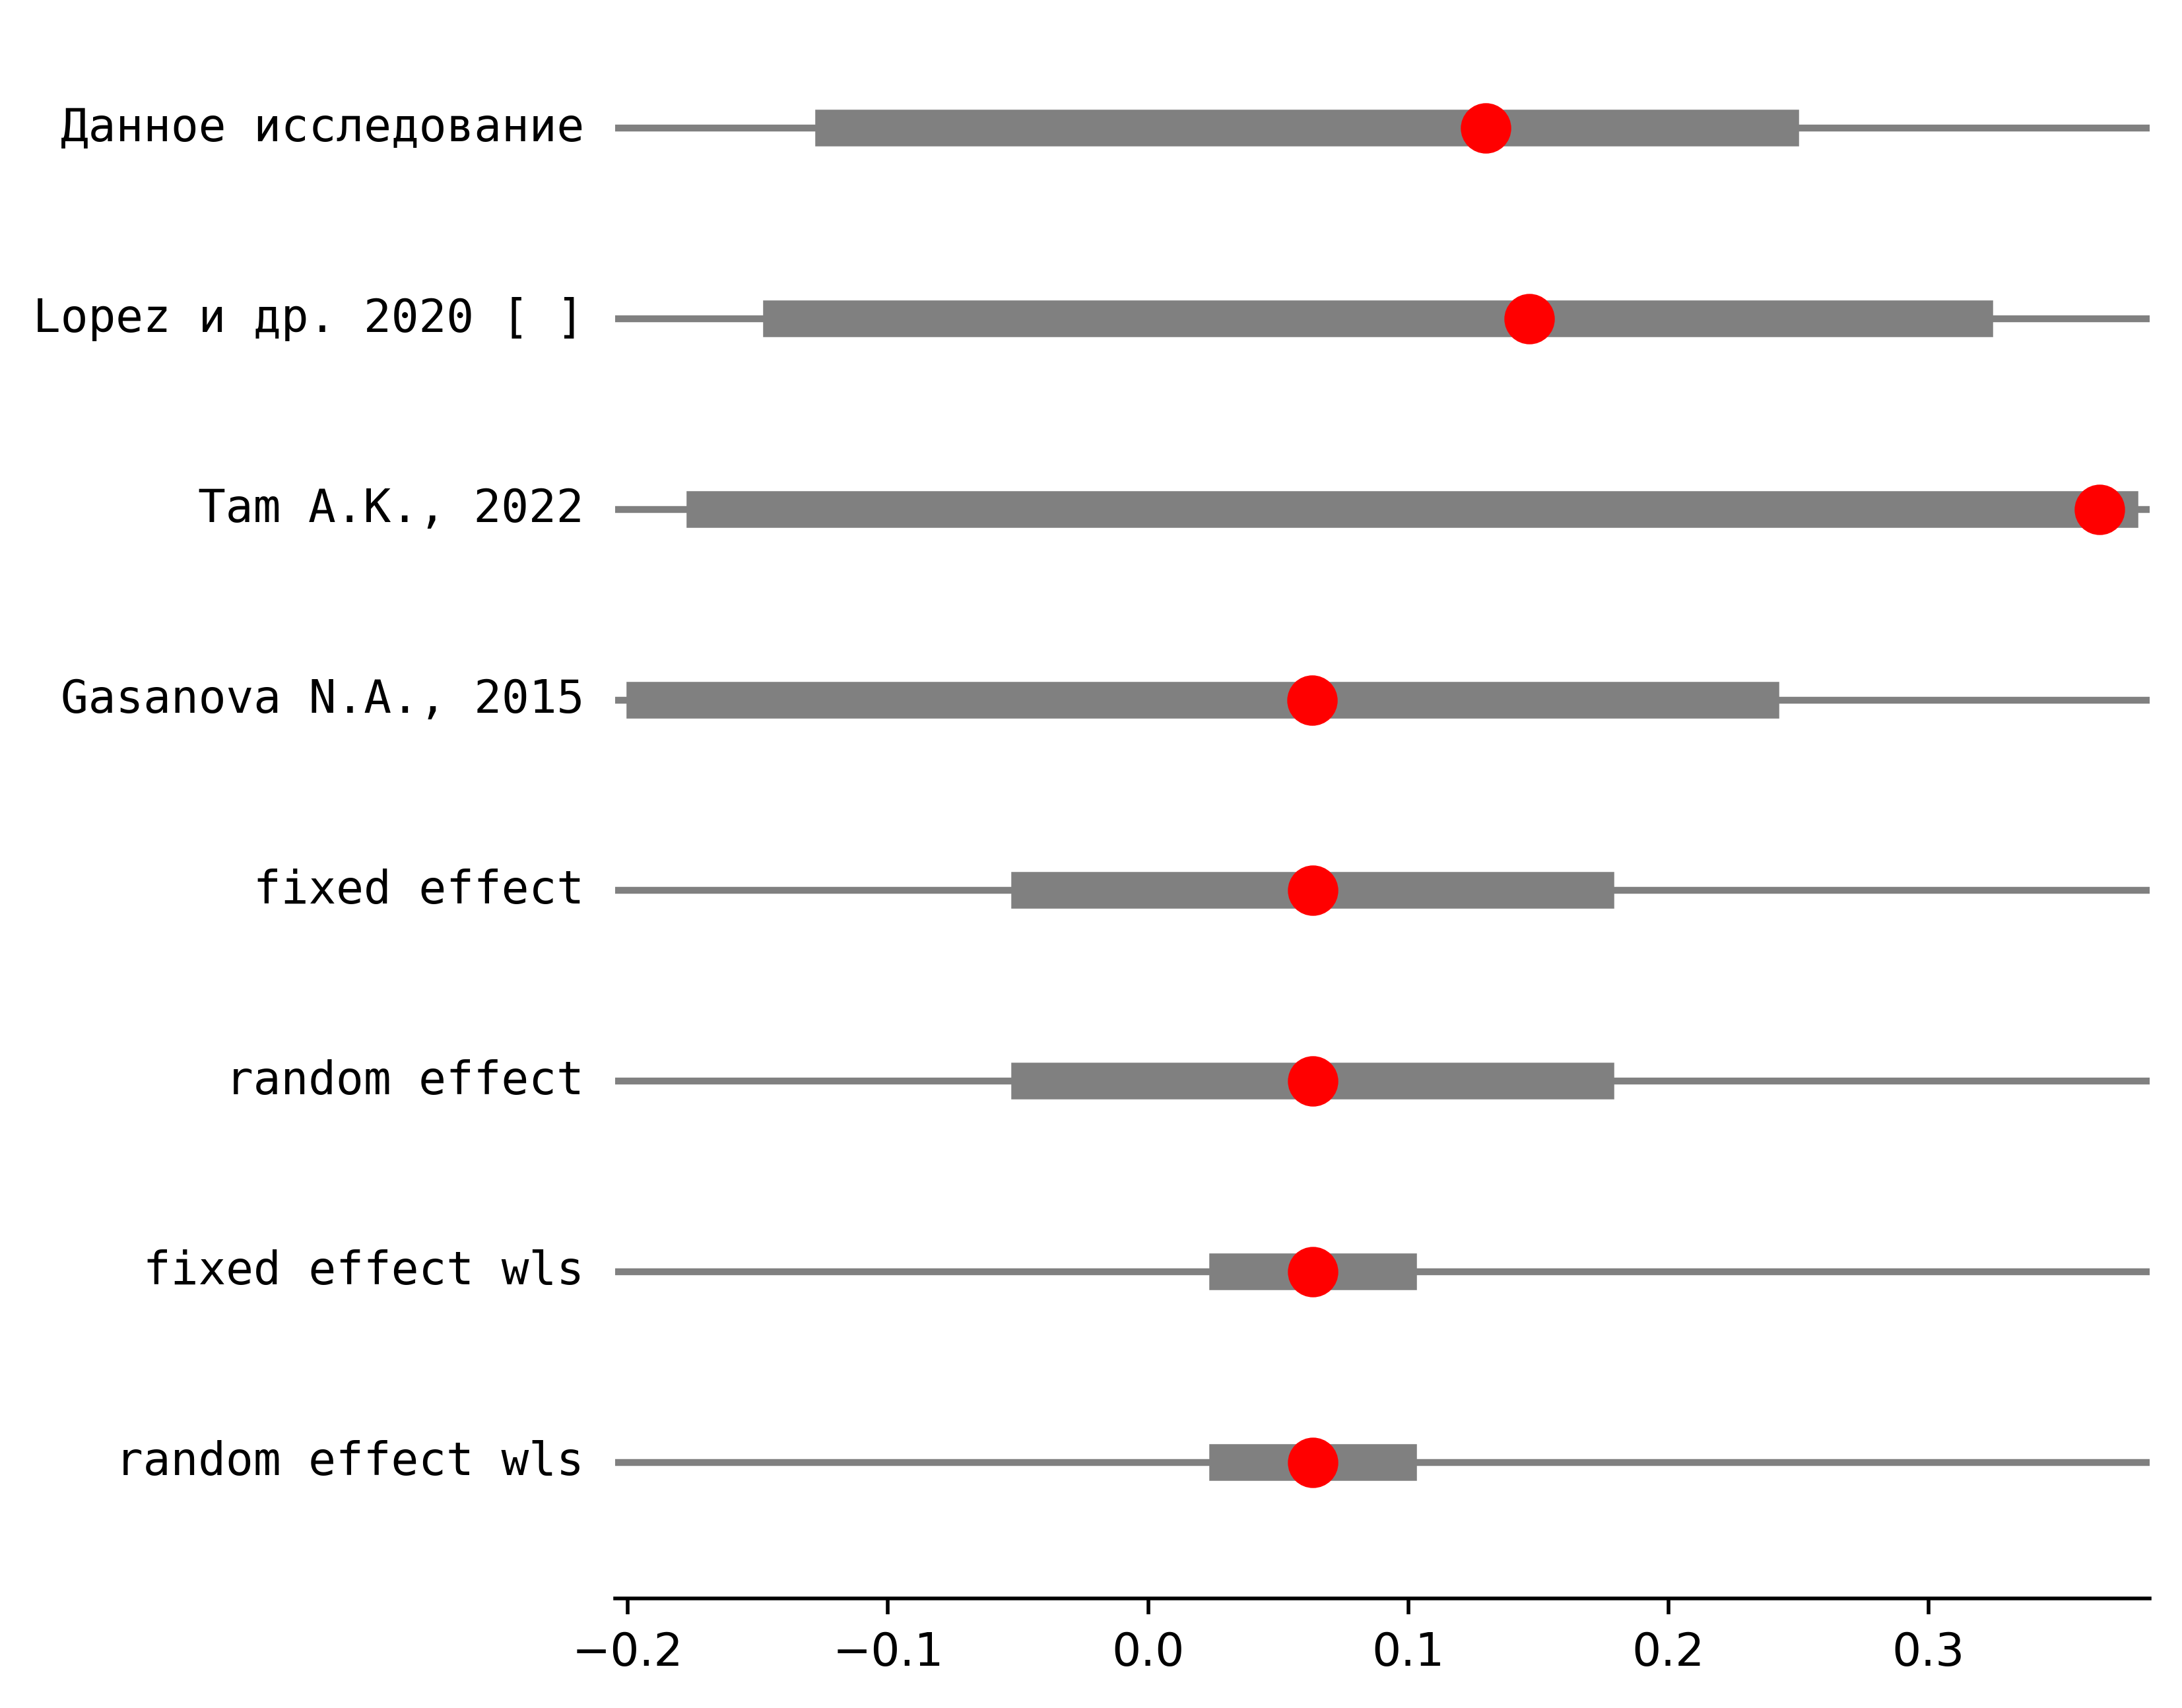 Данное исследование
Lopez и др. 2020 [ ]
Tam A.K., 2022
Gasanova N.A., 2015
fixed effect
random effect
fixed effect wls
random effect wls
−0.2 −0.1 0.0 0.1 0.2 0.3